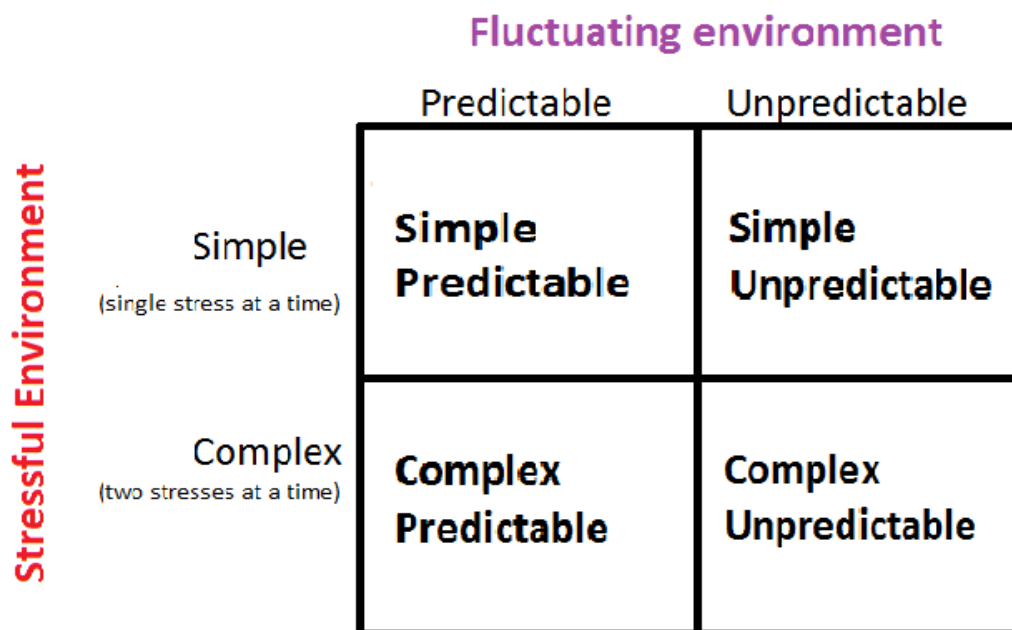 Fluctuating environment
Predictable
Unpredictable
Stressful Environment
Simple
(single stress at a time)
Simple
Predictable
Simple
Unpredictable
Complex
(two stresses at a time)
Complex
Predictable
Complex
Unpredictable